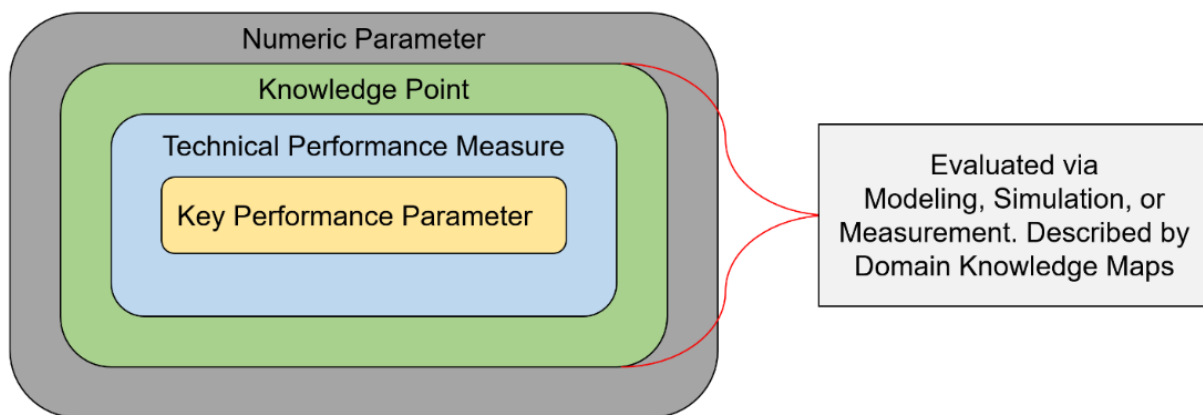 Numeric Parameter
Knowledge Point
Technical Performance Measure
Key Performance Parameter
Evaluated via
Modeling, Simulation, or
Measurement. Described by
Domain Knowledge Maps